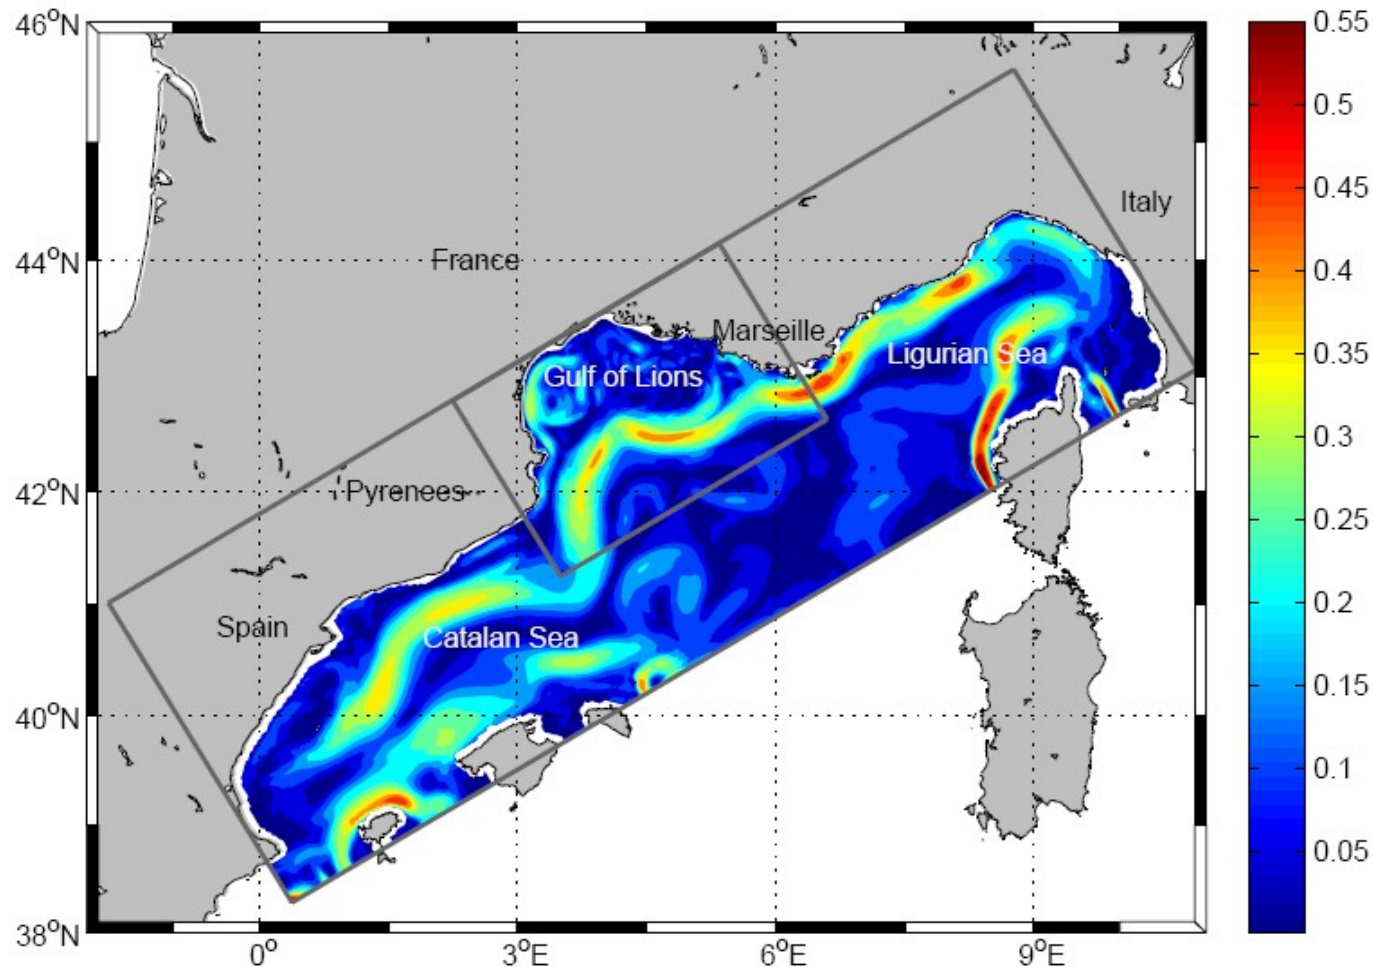 46°N
44°N
42°N
40°N
38°N
0°
3°E
6°E
9°E
France
Italy
Marseille
Ligurian Sea
Gulf of Lions
Pyrenees
Spain
Catalan Sea
0.55
0.55
0.45
0.4
0.35
0.3
0.25
0.2
0.15
0.1
0.05